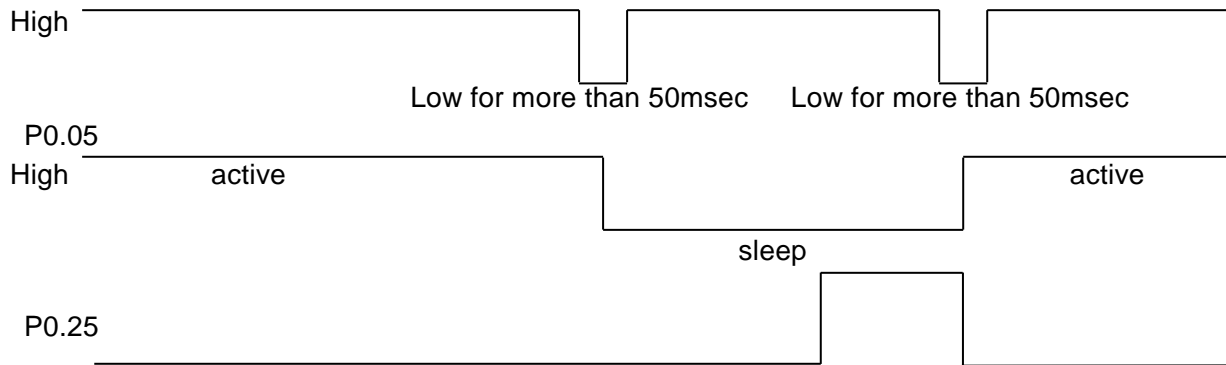 High
Low for more than 50msec Low for more than 50msec
P0.05
High active active
sleep
P0.25